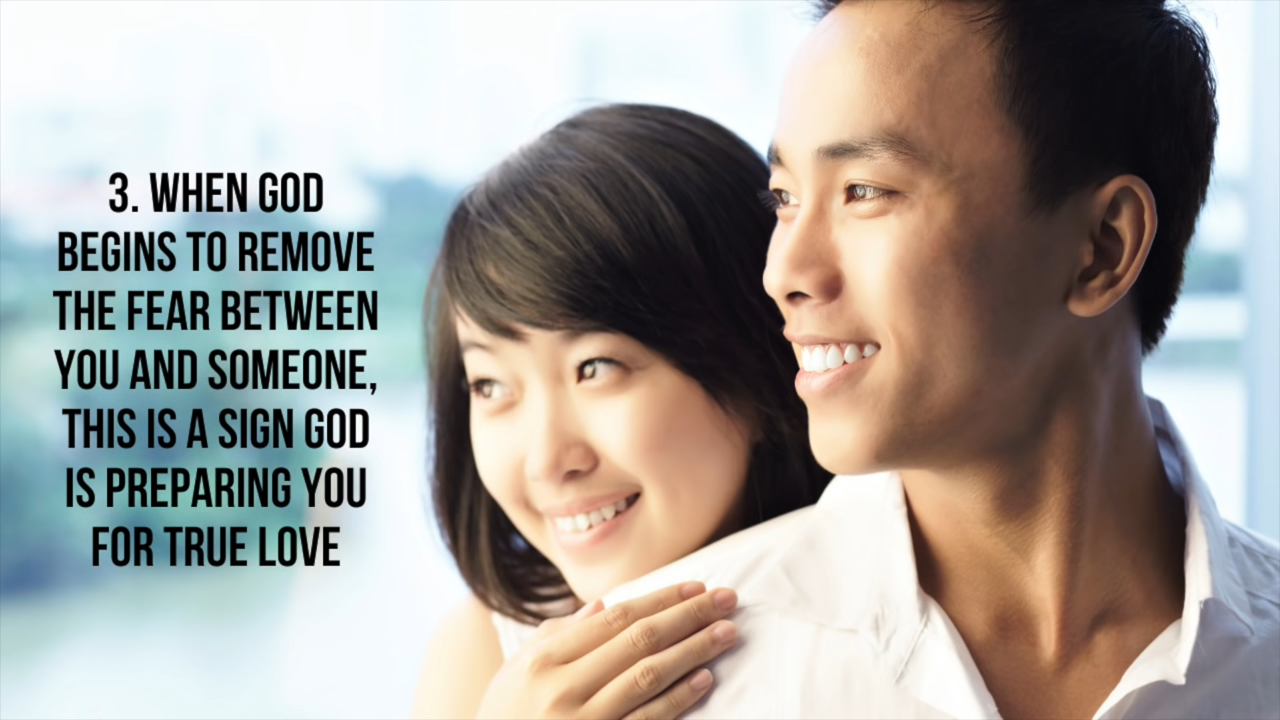 3. WHEN GOD
BEGINS TO REMOVE
THE FEAR BETWEEN
YOU AND SOMEONE,
THIS IS A SIGN GOD
IS PREPARING YOU
FOR TRUE LOVE